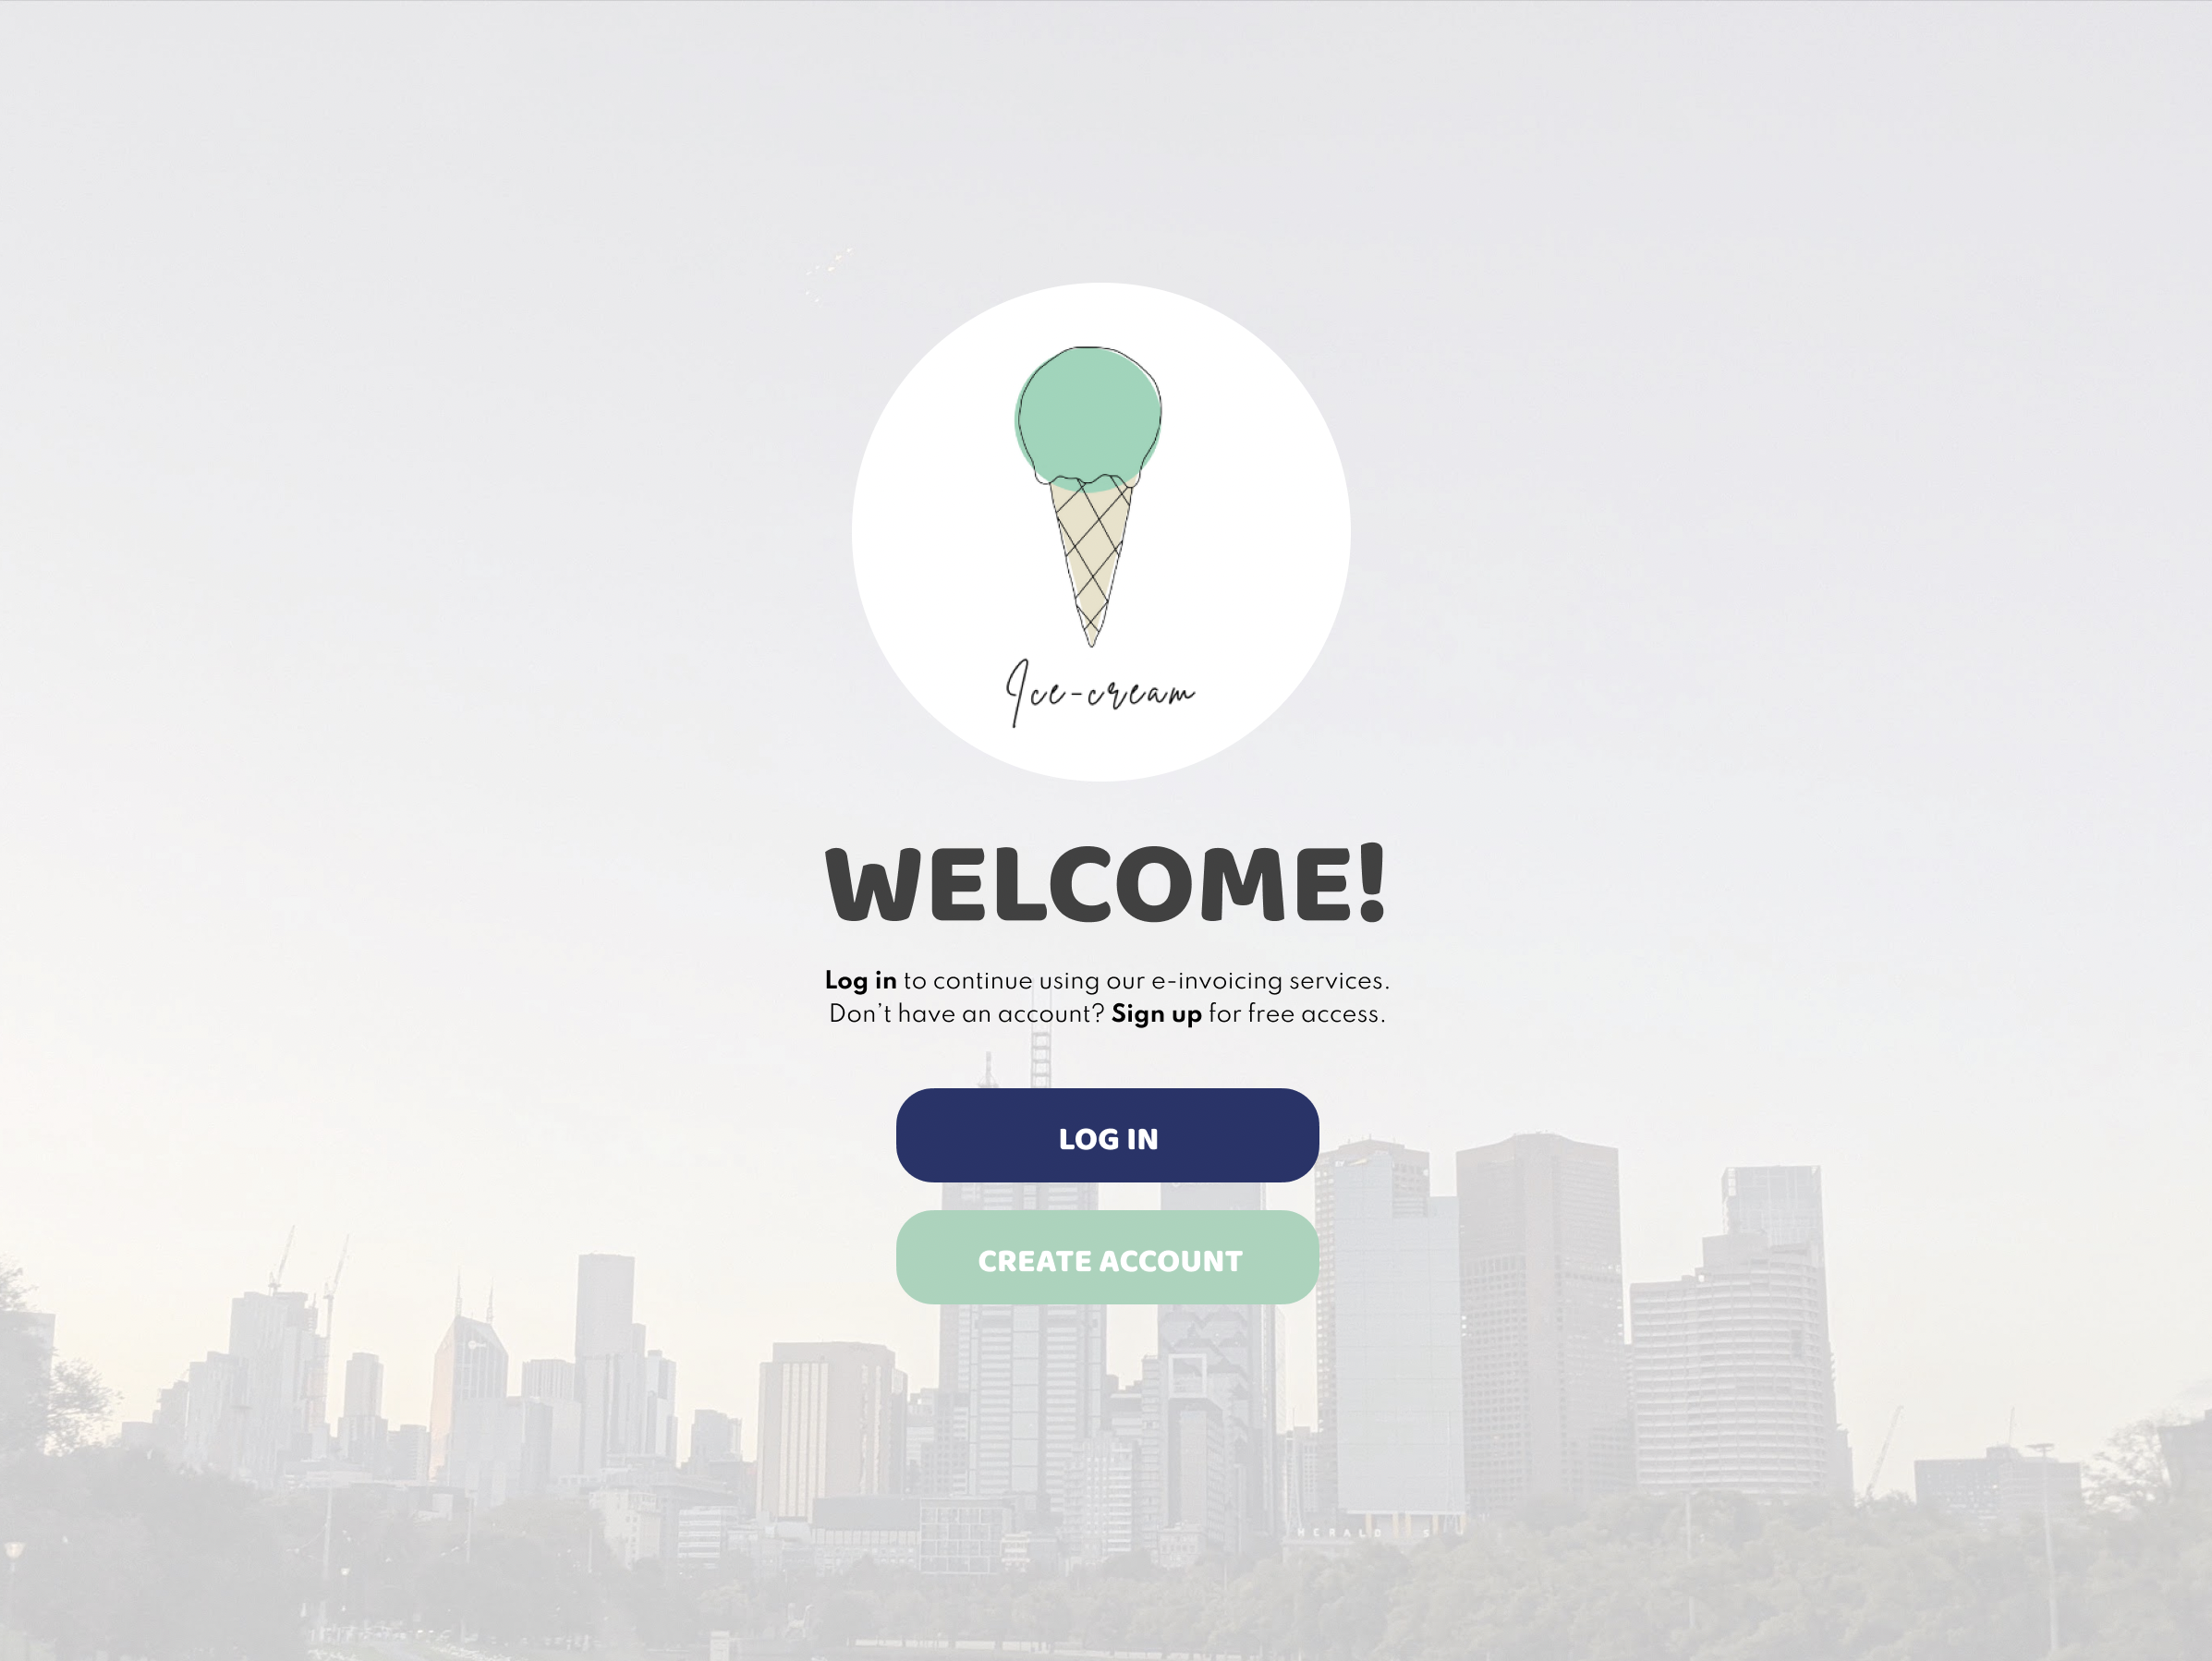 Ice-cream
WELCOME!
Log in to continue using our e-invoicing services.
Don't have an account? Sign up for free access.
LOG IN
CREATE ACCOUNT
HERALD S